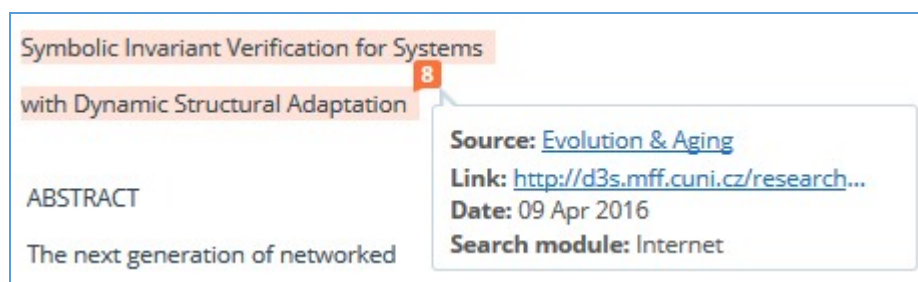 Symbolic Invariant Verification for Systems
8
with Dynamic Structural Adaptation
Source: Evolution & Aging
Link: http://d3s.mff.cuni.cz/research...
Date: 09 Apr 2016
Search module: Internet
ABSTRACT
The next generation of networked